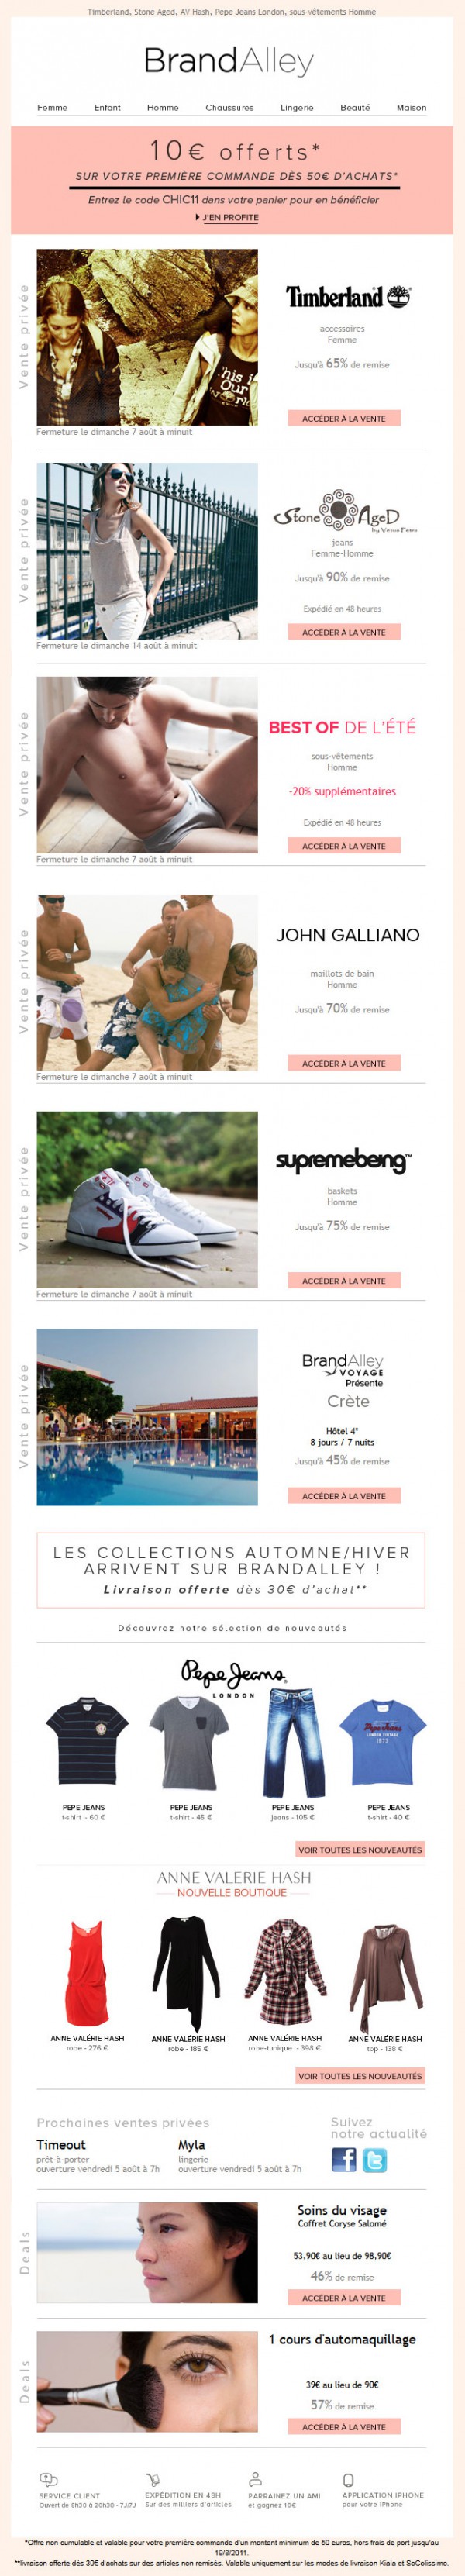 Timberland, Stone Aged, AV Hash, Pepe Jeans London, sous-vêtements Homme
BrandAlley
Femme Enfant Homme Chaussures Lingerie Beauté Maison
10€ offerts*
SUR VOTRE PREMIÈRE COMMANDE DÈS 50€ D'ACHATS*
Entrez le code CHIC11 dans votre panier pour en bénéficier
J'EN PROFITE
Vente privée
his i
Our
World
Timberland
accessoires
Femme
Jusqu'à 65% de remise
ACCÉDER À LA VENTE
Fermeture le dimanche 7 août à minuit
Vente privée
Stone AgeD
jeans
Femme-Homme
Jusqu'à 90% de remise
Expédié en 48 heures
ACCÉDER À LA VENTE
Fermeture le dimanche 14 août à minuit
Vente privée
BEST OF DE L'ÉTÉ
sous-vêtements
Homme
-20% supplémentaires
Expédié en 48 heures
ACCÉDER À LA VENTE
Fermeture le dimanche 7 août à minuit
Vente privée
JOHN GALLIANO
maillots de bain
Homme
Jusqu'à 70% de remise
ACCÉDER À LA VENTE
Fermeture le dimanche 7 août à minuit
Vente privée
supremebeing™
baskets
Homme
Jusqu'à 75% de remise
ACCÉDER À LA VENTE
Fermeture le dimanche 7 août à minuit
Vente privée
BrandAlley
VOYAGE
Présente
Crète
Hôtel 4*
8 jours / 7 nuits
Jusqu'à 45% de remise
ACCÉDER À LA VENTE
LES COLLECTIONS AUTOMNE/HIVER
ARRIVENT SUR BRANDALLEY !
Livraison offerte dès 30€ d'achat**
Découvrez notre sélection de nouveautés
Pepe Jeans
LONDON
Pepe Jeans
LONDON VINTAGE
1973
PEPE JEANS PEPE JEANS PEPE JEANS PEPE JEANS
t-shirt - 60 € t-shirt - 45 € jeans - 105 € t-shirt - 40 €
VOIR TOUTES LES NOUVEAUTÉS
ANNE VALERIE HASH
NOUVELLE BOUTIQUE
ANNE VALÉRIE HASH ANNE VALÉRIE HASH ANNE VALÉRIE HASH ANNE VALÉRIE HASH
robe - 276 € robe - 185 € robe-tunique - 398 € top - 138 €
VOIR TOUTES LES NOUVEAUTÉS
Prochaines ventes privées
Timeout
prêt-à-porter
ouverture vendredi 5 août à 7h
Myla
lingerie
ouverture vendredi 5 août à 7h
Suivez
notre actualité
f t
Deals
Soins du visage
Coffret Coryse Salomé
53,90€ au lieu de 98,90€
46% de remise
ACCÉDER À LA VENTE
Deals
1 cours d'automaquillage
39€ au lieu de 90€
57% de remise
ACCÉDER À LA VENTE
SERVICE CLIENT
Ouvert de 8h30 à 20h30 - 7J/7J
EXPÉDITION EN 48H
Sur des milliers d'articles
PARRAINEZ UN AMI
et gagnez 10€
APPLICATION IPHONE
pour votre iPhone
*Offre non cumulable et valable pour votre première commande d'un montant minimum de 50 euros, hors frais de port jusqu'au
19/8/2011.
**livraison offerte dès 30€ d'achats sur des articles non remisés. Valable uniquement sur les modes de livraison Kiala et SoColissimo.